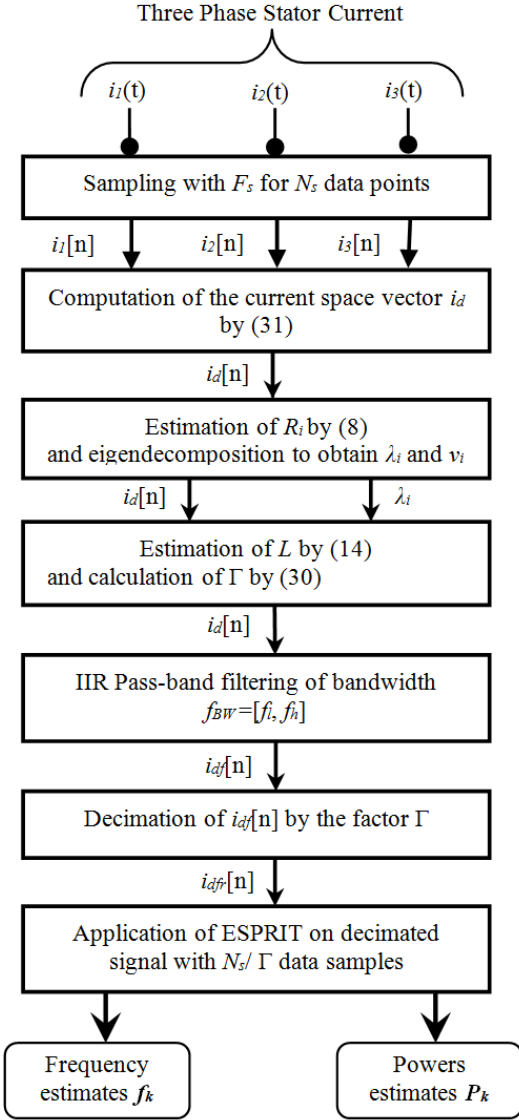 Three Phase Stator Current
i1(t) i2(t) i3(t)
Sampling with Fs for Ns data points
i1[n] i2[n] i3[n]
Computation of the current space vector id
by (31)
id[n]
Estimation of Ri by (8)
and eigendecomposition to obtain λi and vi
id[n] λi
Estimation of L by (14)
and calculation of Γ by (30)
id[n]
IIR Pass-band filtering of bandwidth
fBW=[fl, fh]
idf[n]
Decimation of idf[n] by the factor Γ
idfr[n]
Application of ESPRIT on decimated
signal with Ns/ Γ data samples
Frequency
estimates fk
Powers
estimates Pk